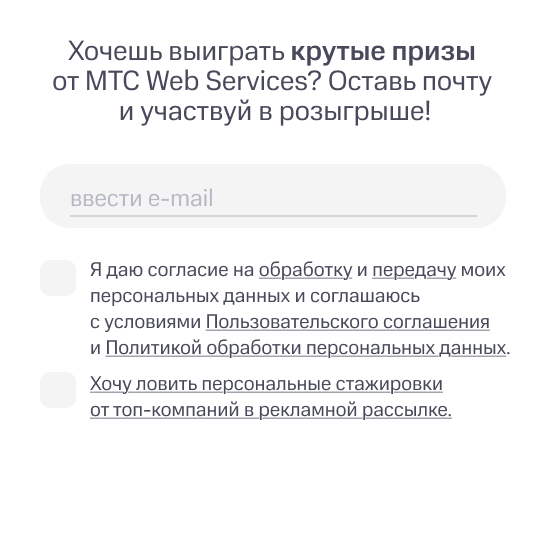 Хочешь выиграть крутые призы
от МТС Web Services? Оставь почту
и участвуй в розыгрыше!
ввести e-mail
Я даю согласие на обработку и передачу моих
персональных данных и соглашаюсь
с условиями Пользовательского соглашения
и Политикой обработки персональных данных.
Хочу ловить персональные стажировки
от топ-компаний в рекламной рассылке.